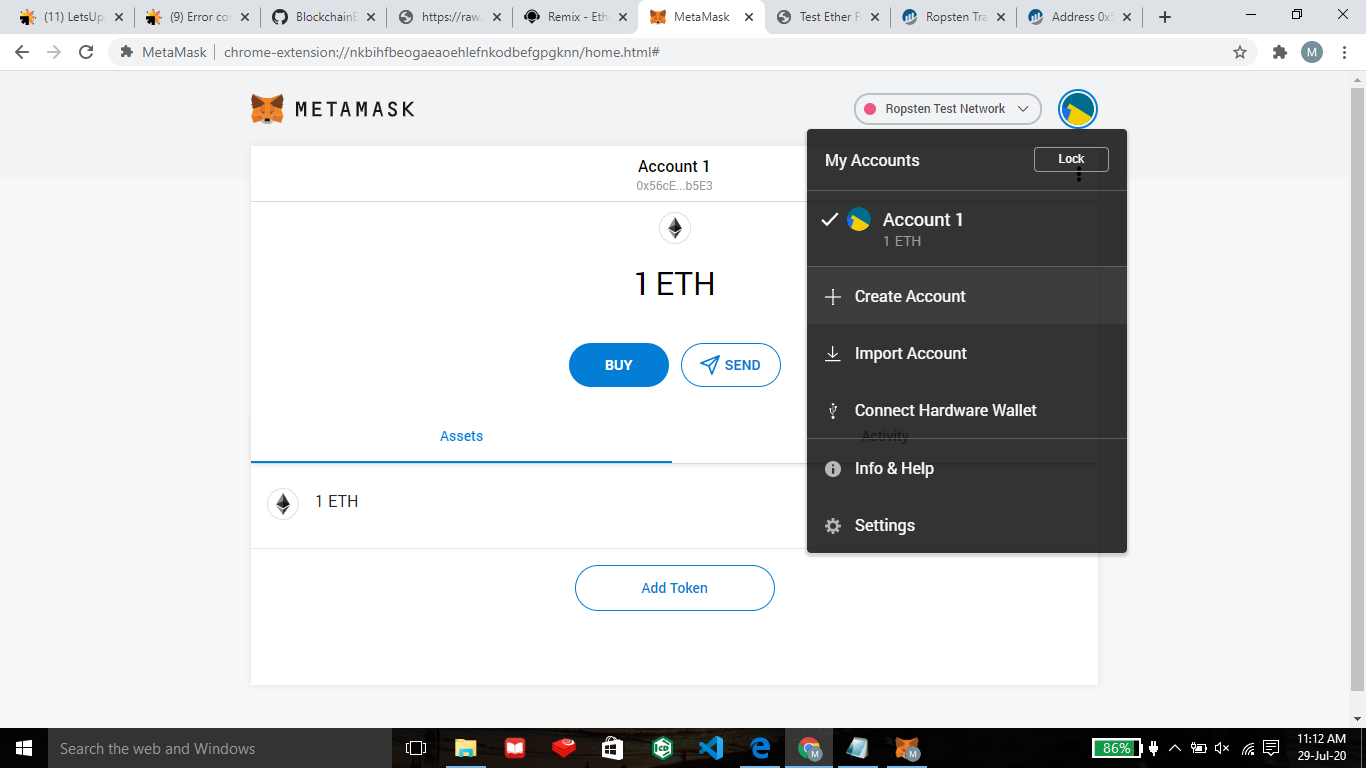 (11) LetsUp
(9) Error co
BlockchainE
https://raw.
Remix - Eth
MetaMask
Test Ether F
Ropsten Tra
Address 0x5
MetaMask | chrome-extension://nkbihfbeogaeaoehlefnkodbefgpgknn/home.html#
M
METAMASK
Ropsten Test Network
Account 1
0x56cE...b5E3
1 ETH
BUY
SEND
Assets
Activity
1 ETH
Add Token
My Accounts
Lock
Account 1
1 ETH
Create Account
Import Account
Connect Hardware Wallet
Info & Help
Settings
Search the web and Windows
86%
11:12 AM
29-Jul-20